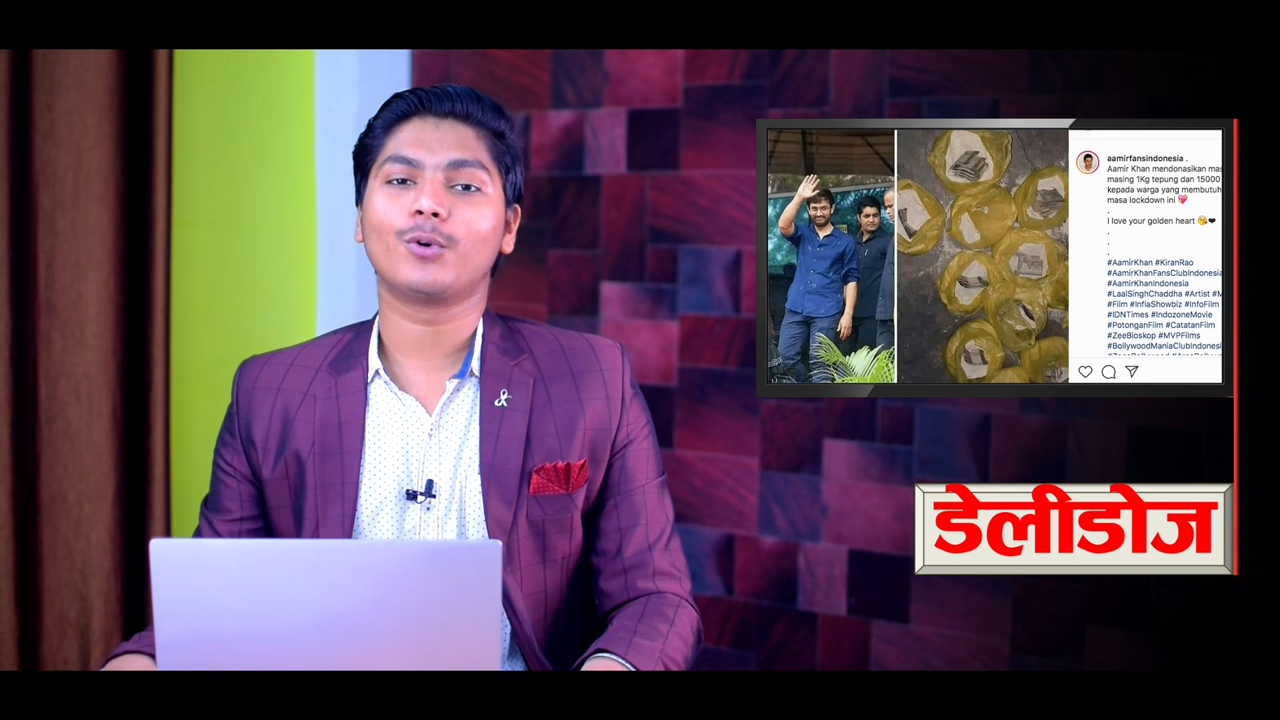 aamirfansindonesia .
Aamir Khan mendonasikan mas
masing 1Kg tepung dan 15000
kepada warga yang membutuh
masa lockdown ini 💖
.
I love your golden heart 😘❤
.
.
#AamirKhan #KiranRao
#AamirKhanFansClubIndonesia
#AamirKhanIndonesia
#LaalSinghChaddha #Artist #M
#Film #InfiaShowbiz #InfoFilm
#IDNTimes #IndozoneMovie
#PotonganFilm #CatatanFilm
#ZeeBioskop #MVPFilms
#BollywoodManiaClubIndonesi
डेलीडोज